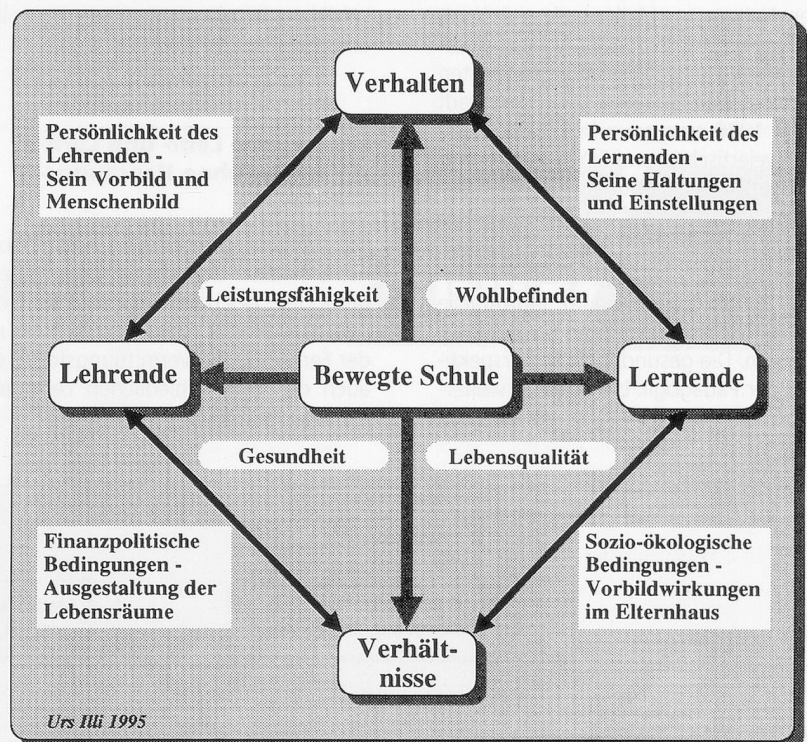 Verhalten
Persönlichkeit des
Lehrenden -
Sein Vorbild und
Menschenbild
Persönlichkeit des
Lernenden -
Seine Haltungen
und Einstellungen
Leistungsfähigkeit
Wohlbefinden
Lehrende
Bewegte Schule
Lernende
Gesundheit
Lebensqualität
Finanzpolitische
Bedingungen -
Ausgestaltung der
Lebensräume
Sozio-ökologische
Bedingungen -
Vorbildwirkungen
im Elternhaus
Verhält-
nisse
Urs Illi 1995